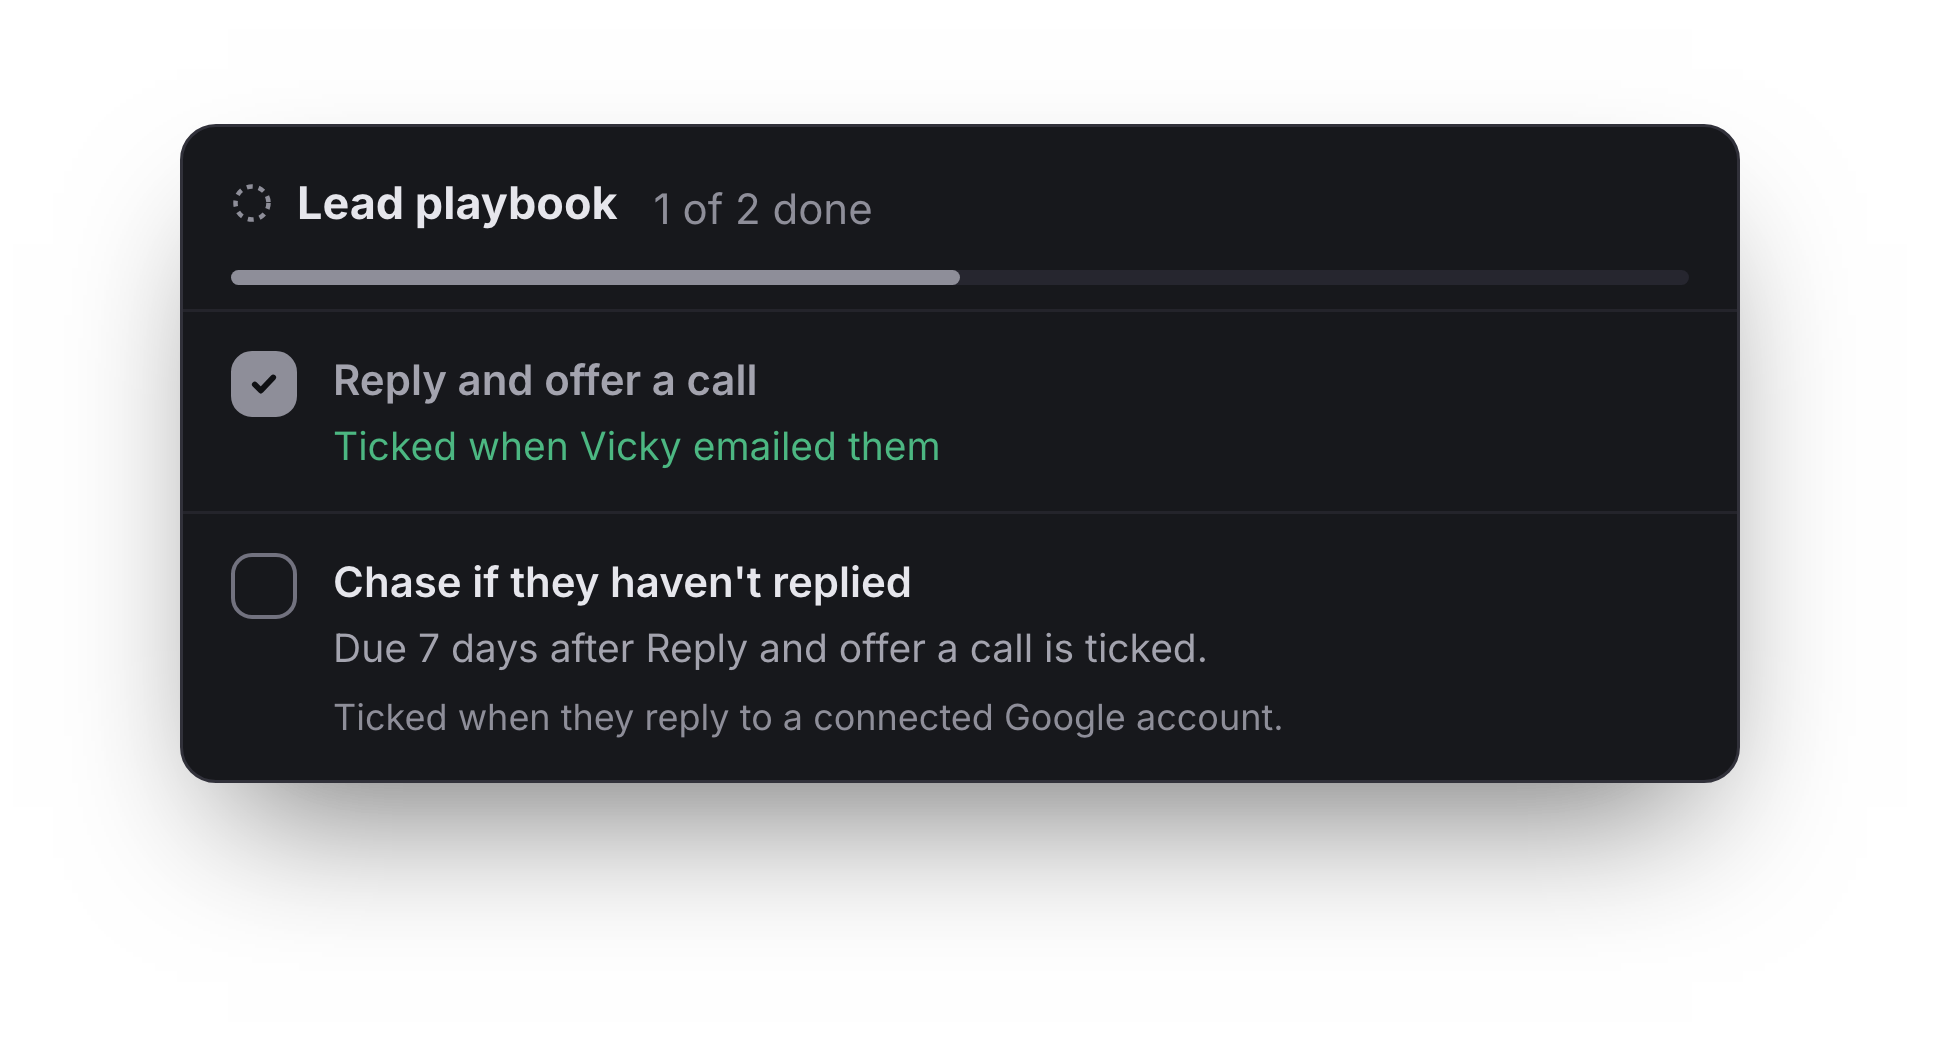 Lead playbook 1 of 2 done
Reply and offer a call
Ticked when Vicky emailed them
Chase if they haven't replied
Due 7 days after Reply and offer a call is ticked.
Ticked when they reply to a connected Google account.